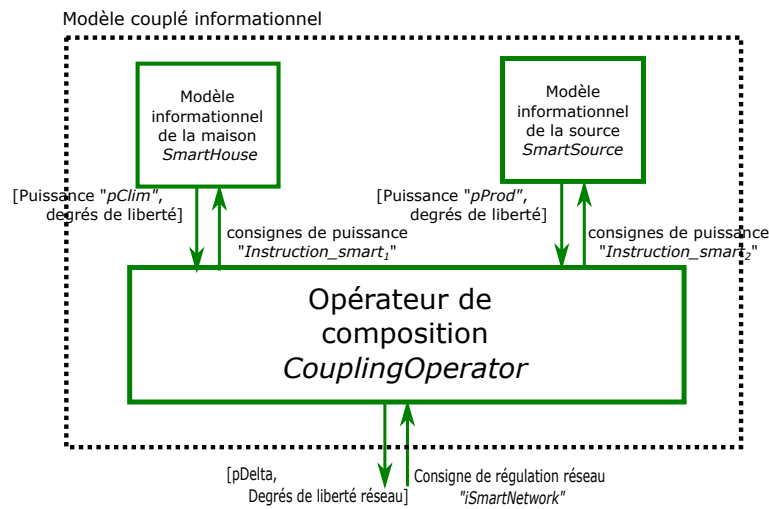 Modèle couplé informationnel
Modèle
informationnel
de la maison
SmartHouse
Modèle
informationnel
de la source
SmartSource
[Puissance "pClim",
degrés de liberté]
consignes de puissance
"Instruction_smart₁"
[Puissance "pProd",
degrés de liberté]
consignes de puissance
"Instruction_smart₂"
Opérateur de
composition
CouplingOperator
[pDelta,
Degrés de liberté réseau]
Consigne de régulation réseau
"iSmartNetwork"